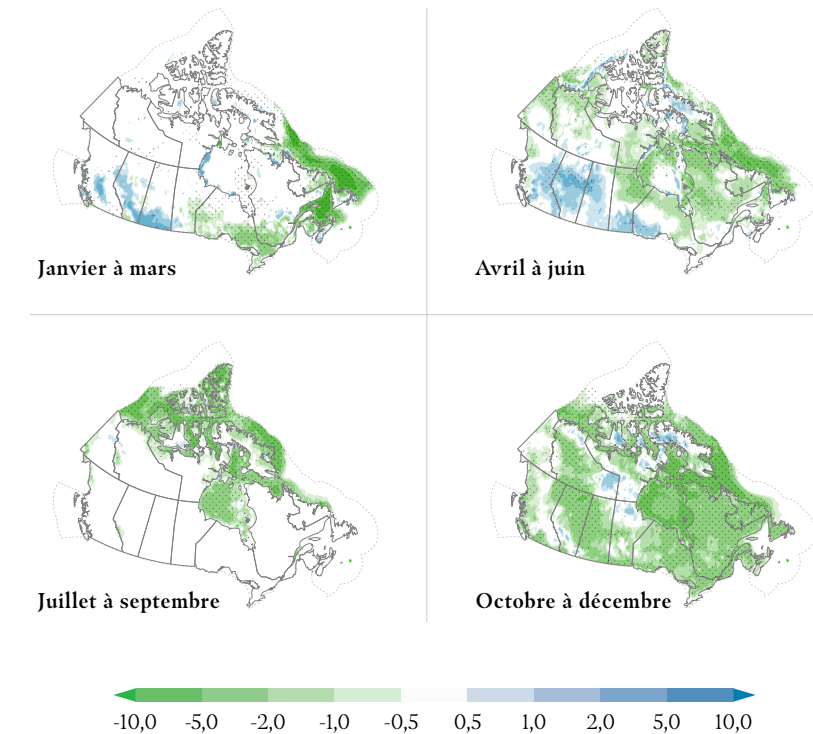 Janvier à mars
Avril à juin
Juillet à septembre
Octobre à décembre
-10,0 -5,0 -2,0 -1,0 -0,5 0,5 1,0 2,0 5,0 10,0